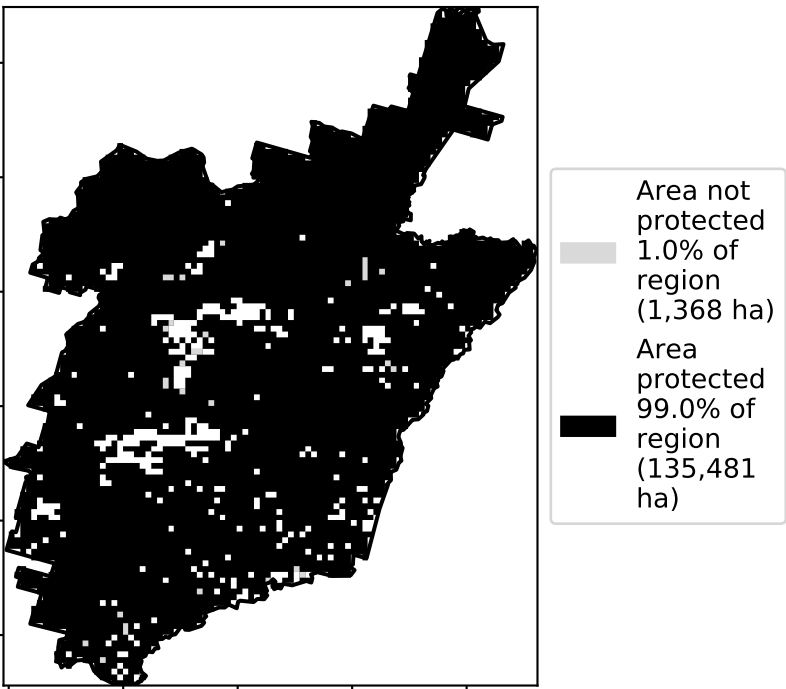 Area not
protected
1.0% of
region
(1,368 ha)
Area
protected
99.0% of
region
(135,481
ha)